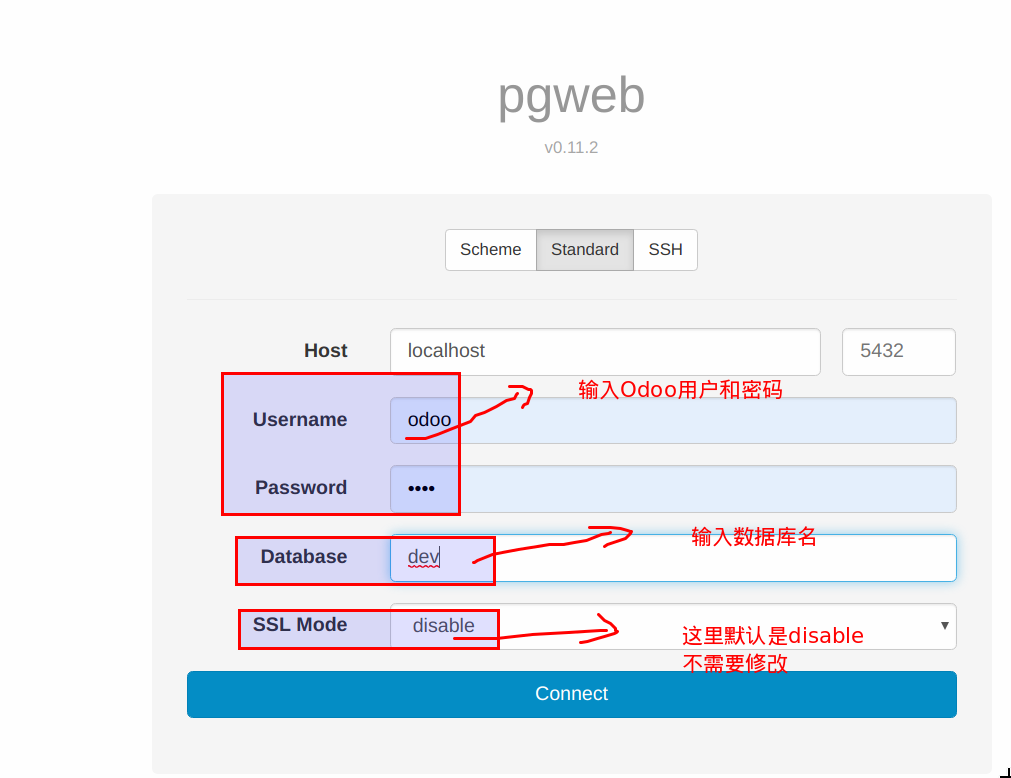 pgweb
v0.11.2
Scheme Standard SSH
Host localhost 5432
输入Odoo用户和密码
Username odoo
Password ••••
输入数据库名
Database dev
SSL Mode disable
这里默认是disable
不需要修改
Connect